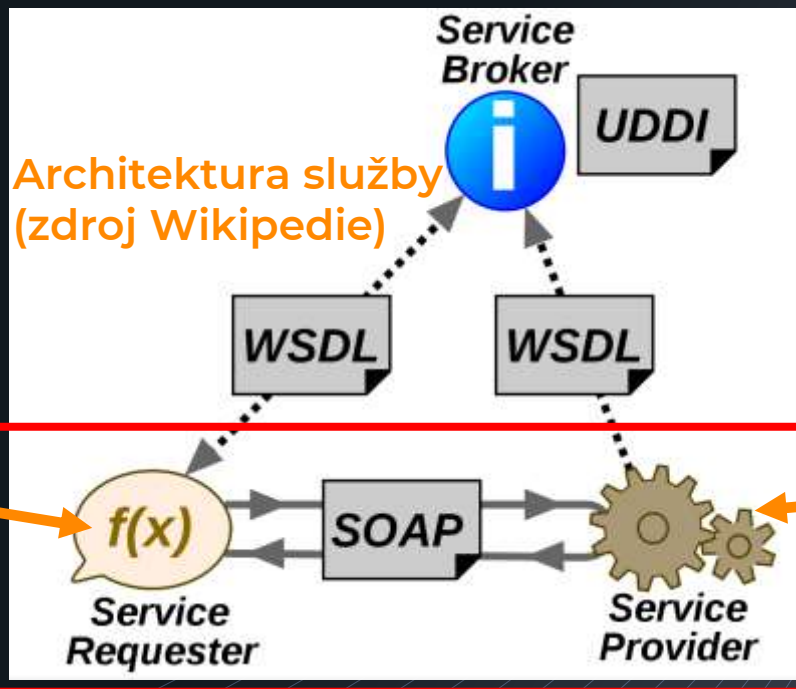 Service
Broker
i
UDDI
Architektura služby
(zdroj Wikipedie)
WSDL
WSDL
f(x)
SOAP
Service
Requester
Service
Provider